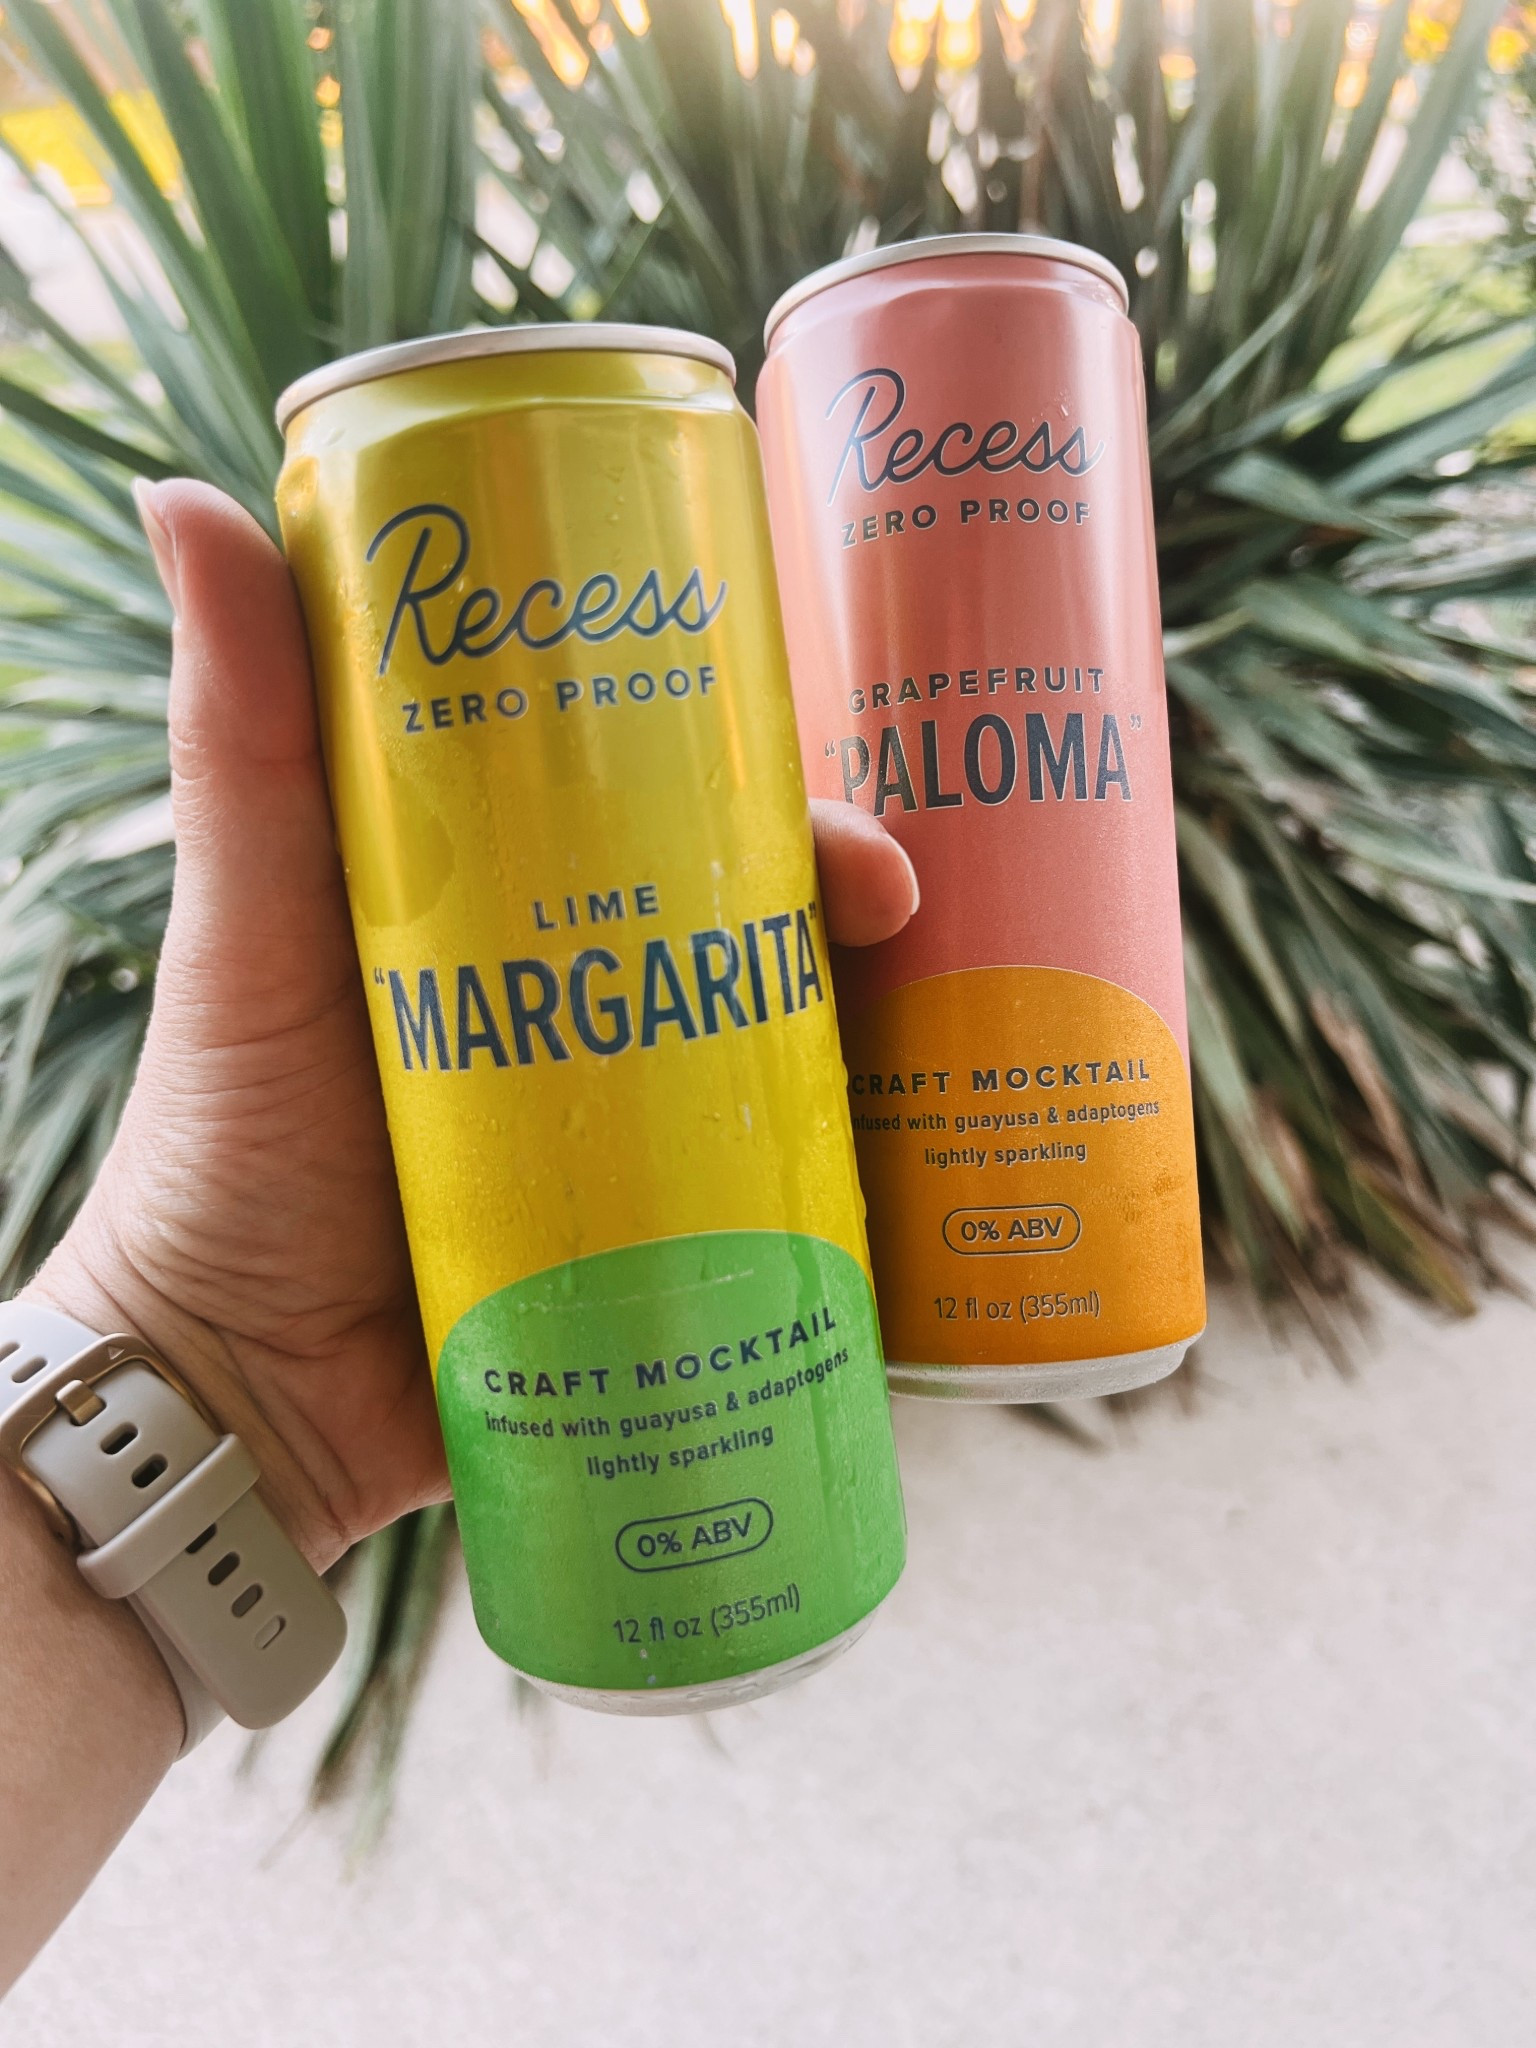 Recess
ZERO PROOF
LIME
"MARGARITA"
CRAFT MOCKTAIL
infused with guayusa & adaptogens
lightly sparkling
0% ABV
12 fl oz (355ml)
Recess
ZERO PROOF
GRAPEFRUIT
"PALOMA"
CRAFT MOCKTAIL
infused with guayusa & adaptogens
lightly sparkling
0% ABV
12 fl oz (355ml)